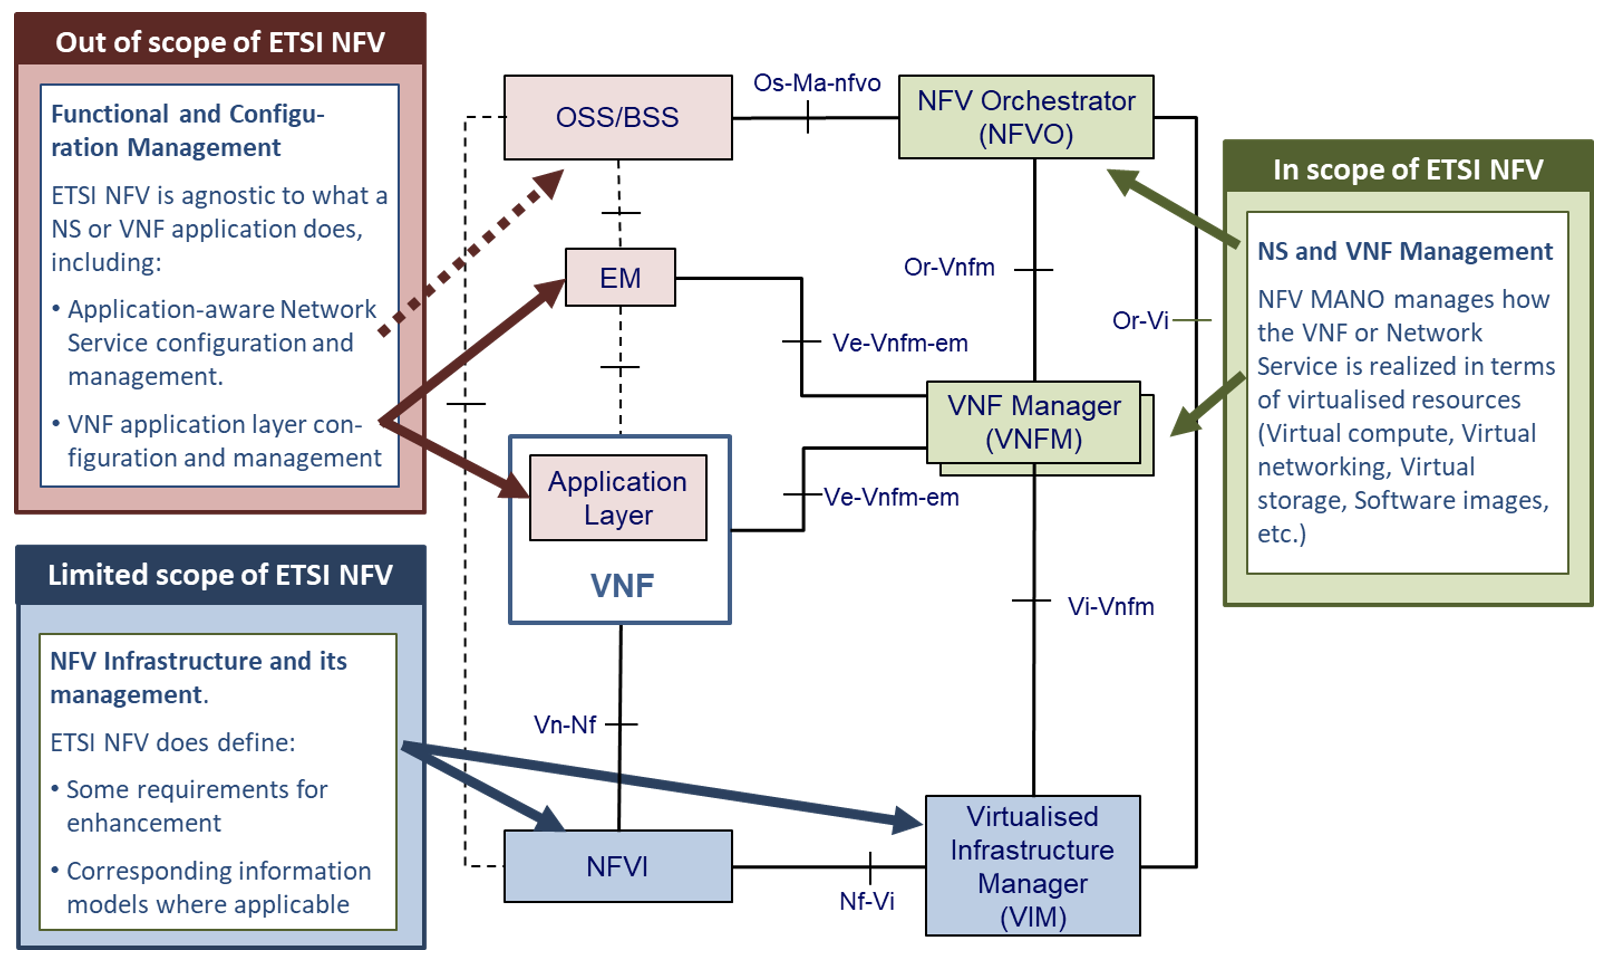 Out of scope of ETSI NFV
Functional and Configu-
ration Management
ETSI NFV is agnostic to what a
NS or VNF application does,
including:
• Application-aware Network
Service configuration and
management.
• VNF application layer con-
figuration and management
Limited scope of ETSI NFV
NFV Infrastructure and its
management.
ETSI NFV does define:
• Some requirements for
enhancement
• Corresponding information
models where applicable
OSS/BSS
Os-Ma-nfvo
NFV Orchestrator
(NFVO)
EM
Or-Vnfm
Or-Vi
Ve-Vnfm-em
VNF Manager
(VNFM)
Application
Layer
VNF
Ve-Vnfm-em
Vi-Vnfm
Vn-Nf
NFVI
Nf-Vi
Virtualised
Infrastructure
Manager
(VIM)
In scope of ETSI NFV
NS and VNF Management
NFV MANO manages how
the VNF or Network
Service is realized in terms
of virtualised resources
(Virtual compute, Virtual
networking, Virtual
storage, Software images,
etc.)